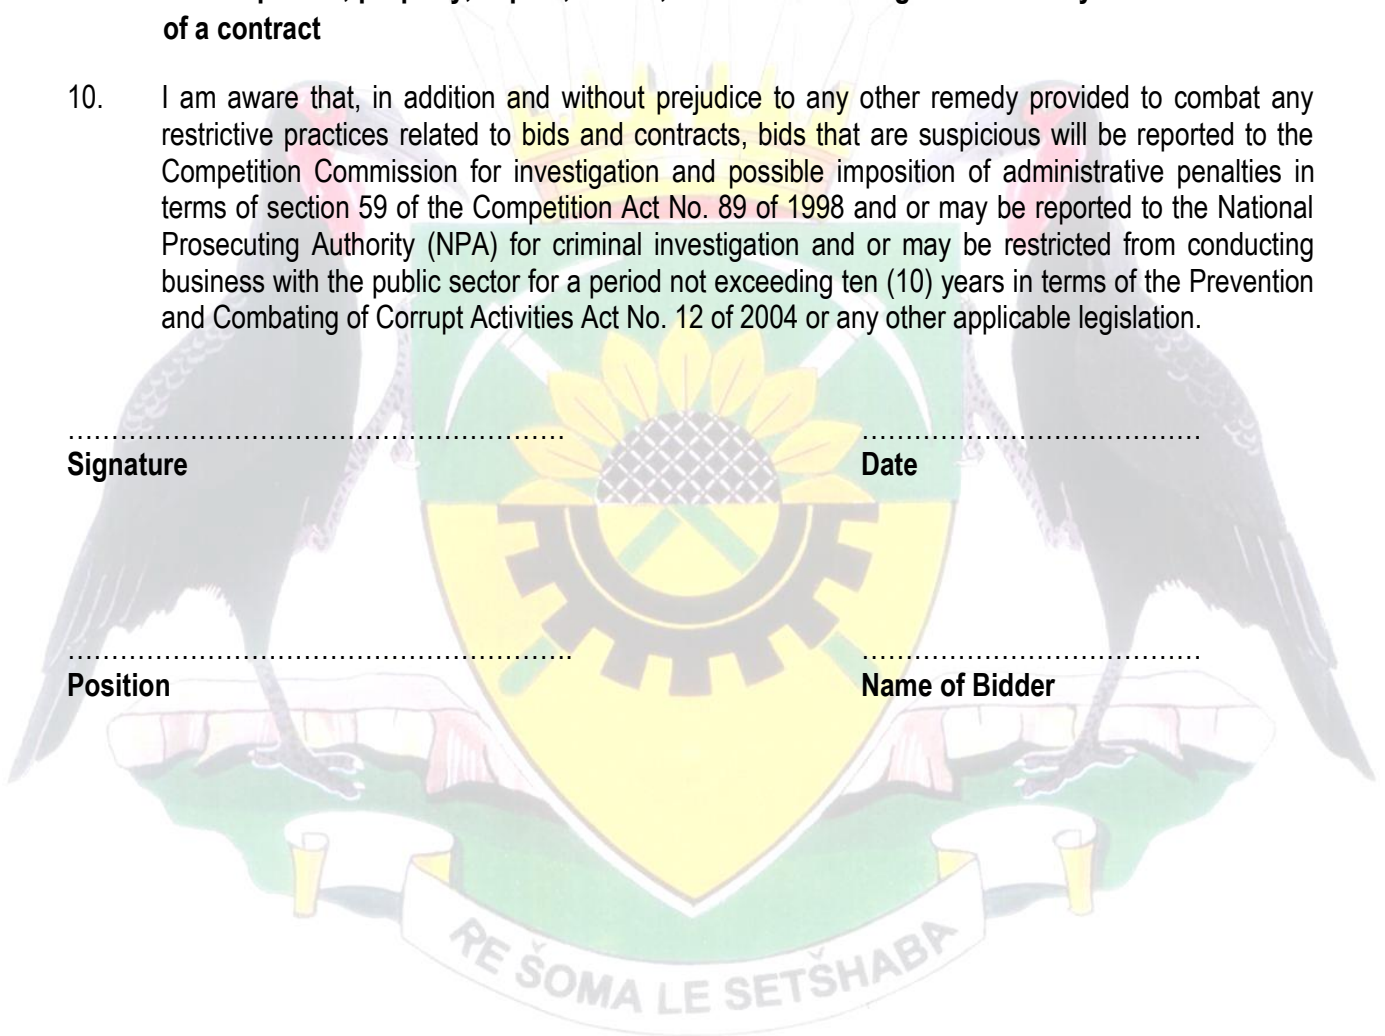 of a contract
10. I am aware that, in addition and without prejudice to any other remedy provided to combat any
restrictive practices related to bids and contracts, bids that are suspicious will be reported to the
Competition Commission for investigation and possible imposition of administrative penalties in
terms of section 59 of the Competition Act No. 89 of 1998 and or may be reported to the National
Prosecuting Authority (NPA) for criminal investigation and or may be restricted from conducting
business with the public sector for a period not exceeding ten (10) years in terms of the Prevention
and Combating of Corrupt Activities Act No. 12 of 2004 or any other applicable legislation.
………………………………………………… …………………………………
Signature Date
…………………………………………………. …………………………………
Position Name of Bidder
RE ŠOMA LE SETŠHABA